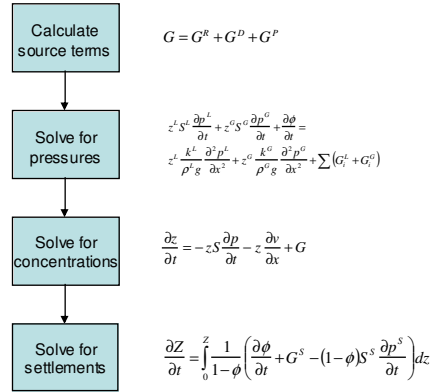 Calculate
source terms
G = G^R + G^D + G^P
Solve for
pressures
z^L S^L ∂p^L/∂t + z^G S^G ∂p^G/∂t + ∂ϕ/∂t =
z^L k^L/ρ^L g ∂²p^L/∂x² + z^G k^G/ρ^G g ∂²p^G/∂x² + ∑(G_i^L + G_i^G)
Solve for
concentrations
∂z/∂t = −zS ∂p/∂t − z ∂v/∂x + G
Solve for
settlements
∂Z/∂t = ∫_0^Z 1/(1−ϕ) (∂ϕ/∂t + G^S − (1−ϕ)S^S ∂p^S/∂t) dz